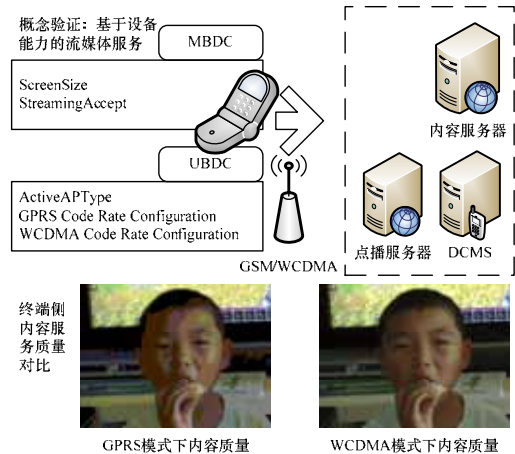 概念验证：基于设备
能力的流媒体服务
MBDC
ScreenSize
StreamingAccept
UBDC
ActiveAPType
GPRS Code Rate Configuration
WCDMA Code Rate Configuration
GSM/WCDMA
内容服务器
点播服务器
DCMS
终端侧
内容服
务质量
对比
GPRS模式下内容质量
WCDMA模式下内容质量